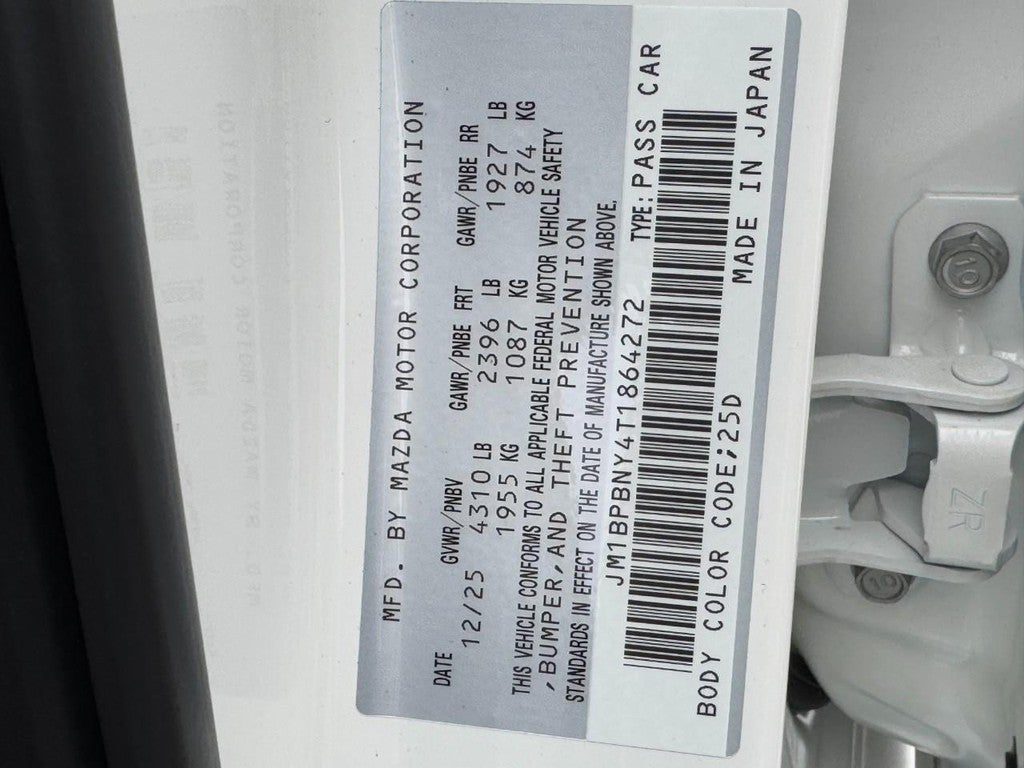 MFD. BY MAZDA MOTOR CORPORATION
DATE GVWR/PNBV GAWR/PNBE FRT GAWR/PNBE RR
12/25 4310 LB 2396 LB 1927 LB
1955 KG 1087 KG 874 KG
THIS VEHICLE CONFORMS TO ALL APPLICABLE FEDERAL MOTOR VEHICLE SAFETY
,BUMPER,AND THEFT PREVENTION
STANDARDS IN EFFECT ON THE DATE OF MANUFACTURE SHOWN ABOVE.
JM1BPBNY4T1864272 TYPE:PASS CAR
BODY COLOR CODE;25D MADE IN JAPAN
19
ZR
19